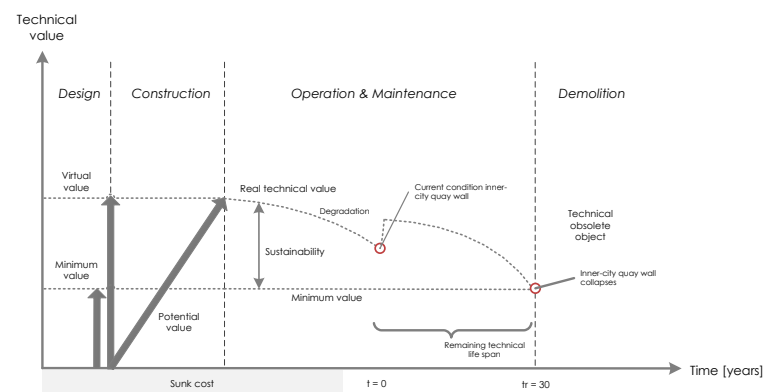 Technical
value
Design
Construction
Operation & Maintenance
Demolition
Virtual
value
Real technical value
Current condition inner-
city quay wall
Degradation
Technical
obsolete
object
Sustainability
Minimum
value
Inner-city quay wall
collapses
Minimum value
Potential
value
Remaining technical
life span
Time [years]
Sunk cost
t = 0
tr = 30